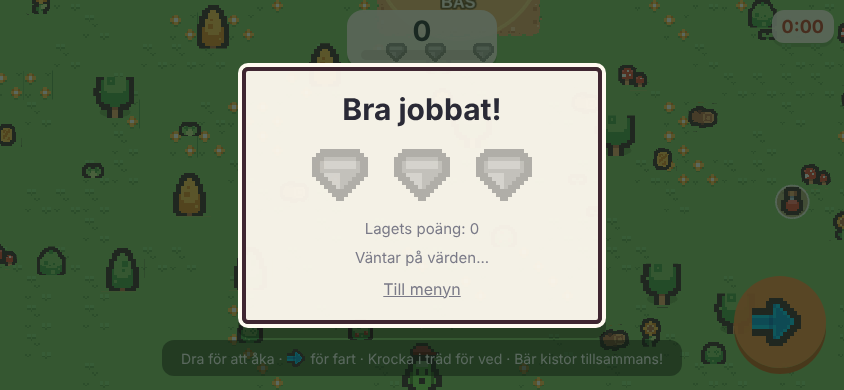 BAS
0
0:00
Bra jobbat!
Lagets poäng: 0
Väntar på värden...
Till menyn
Dra för att åka · för fart · Krocka i träd för ved · Bär kistor tillsammans!